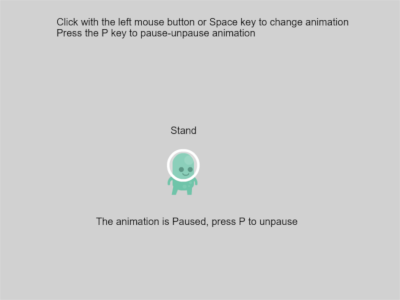 Click with the left mouse button or Space key to change animation
Press the P key to pause-unpause animation
Stand
The animation is Paused, press P to unpause